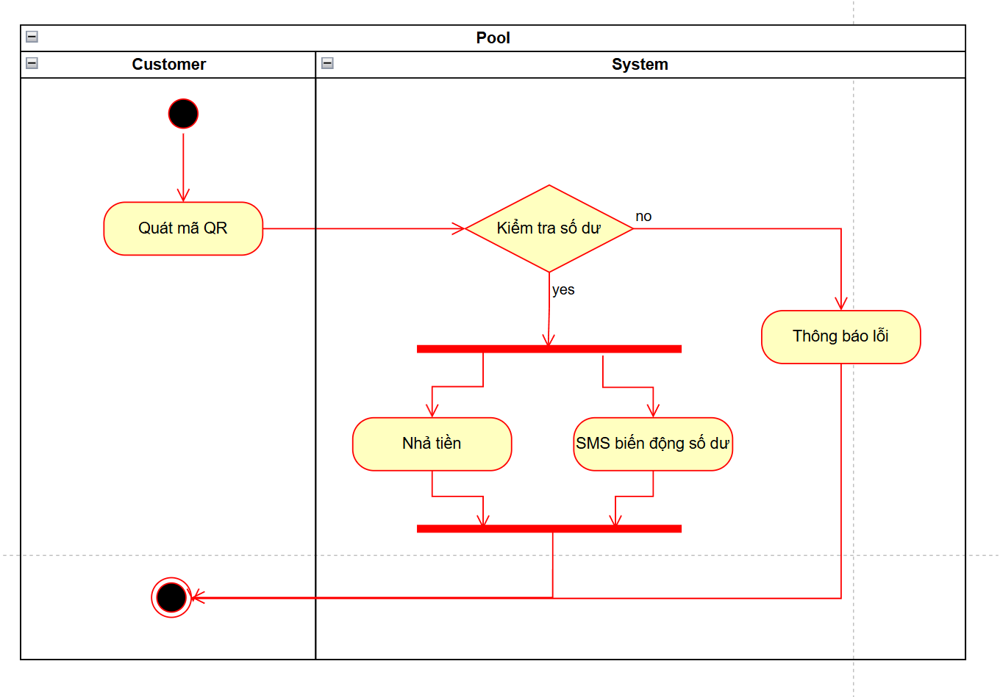 Pool
Customer
System
Quát mã QR
Kiểm tra số dư
no
yes
Thông báo lỗi
Nhả tiền
SMS biến động số dư